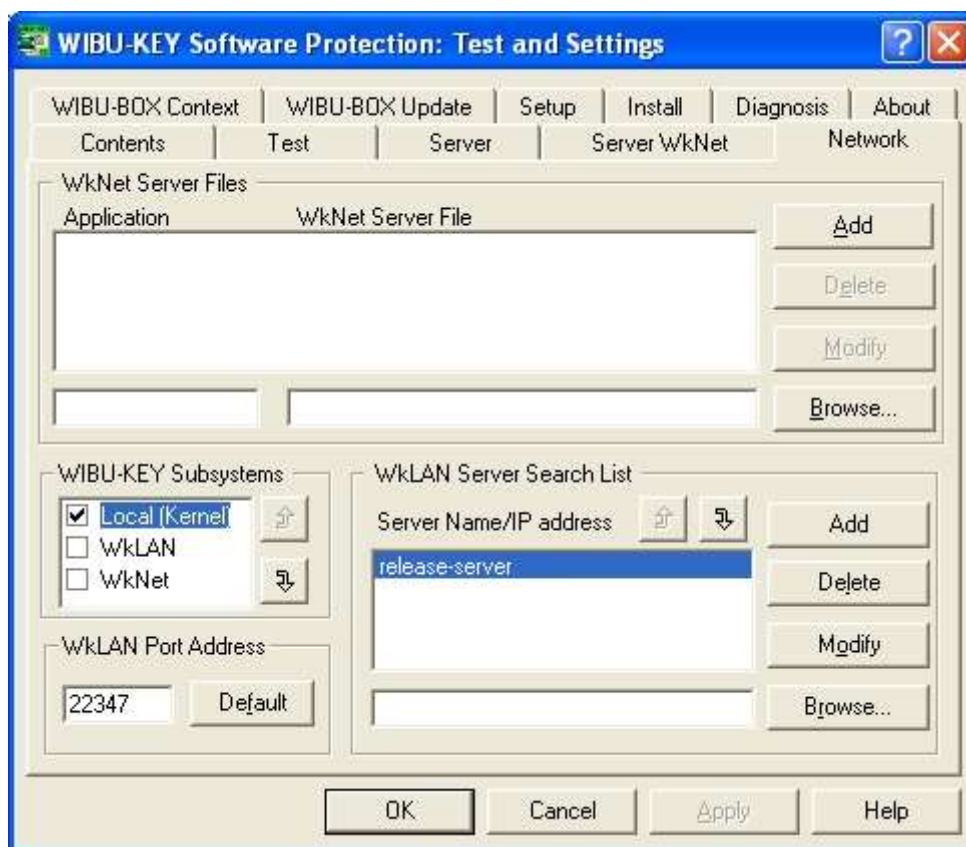 WIBU-KEY Software Protection: Test and Settings
WIBU-BOX Context WIBU-BOX Update Setup Install Diagnosis About
Contents Test Server Server WkNet Network
WkNet Server Files
Application WkNet Server File
Add
Delete
Modify
Browse...
WIBU-KEY Subsystems
Local (Kernel)
WkLAN
WkNet
WkLAN Port Address
22347 Default
WkLAN Server Search List
Server Name/IP address
release-server
Add
Delete
Modify
Browse...
OK Cancel Apply Help